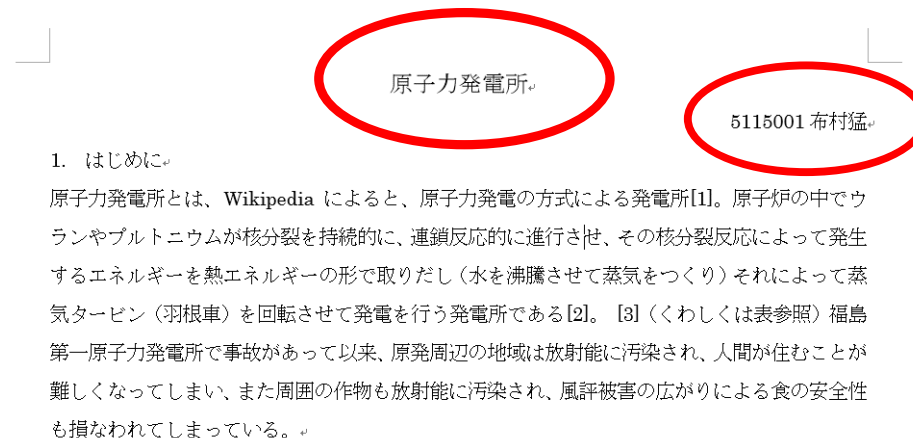 原子力発電所
5115001 布村猛
1. はじめに
原子力発電所とは、Wikipedia によると、原子力発電の方式による発電所[1]。原子炉の中でウ
ランやプルトニウムが核分裂を持続的に、連鎖反応的に進行させ、その核分裂反応によって発生
するエネルギーを熱エネルギーの形で取りだし（水を沸騰させて蒸気をつくり）それによって蒸
気タービン（羽根車）を回転させて発電を行う発電所である[2]。 [3]（くわしくは表参照）福島
第一原子力発電所で事故があって以来、原発周辺の地域は放射能に汚染され、人間が住むことが
難しくなってしまい、また周囲の作物も放射能に汚染され、風評被害の広がりによる食の安全性
も損なわれてしまっている。